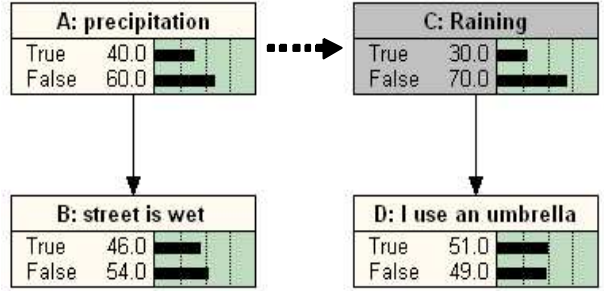 A: precipitation
True 40.0
False 60.0
C: Raining
True 30.0
False 70.0
B: street is wet
True 46.0
False 54.0
D: I use an umbrella
True 51.0
False 49.0